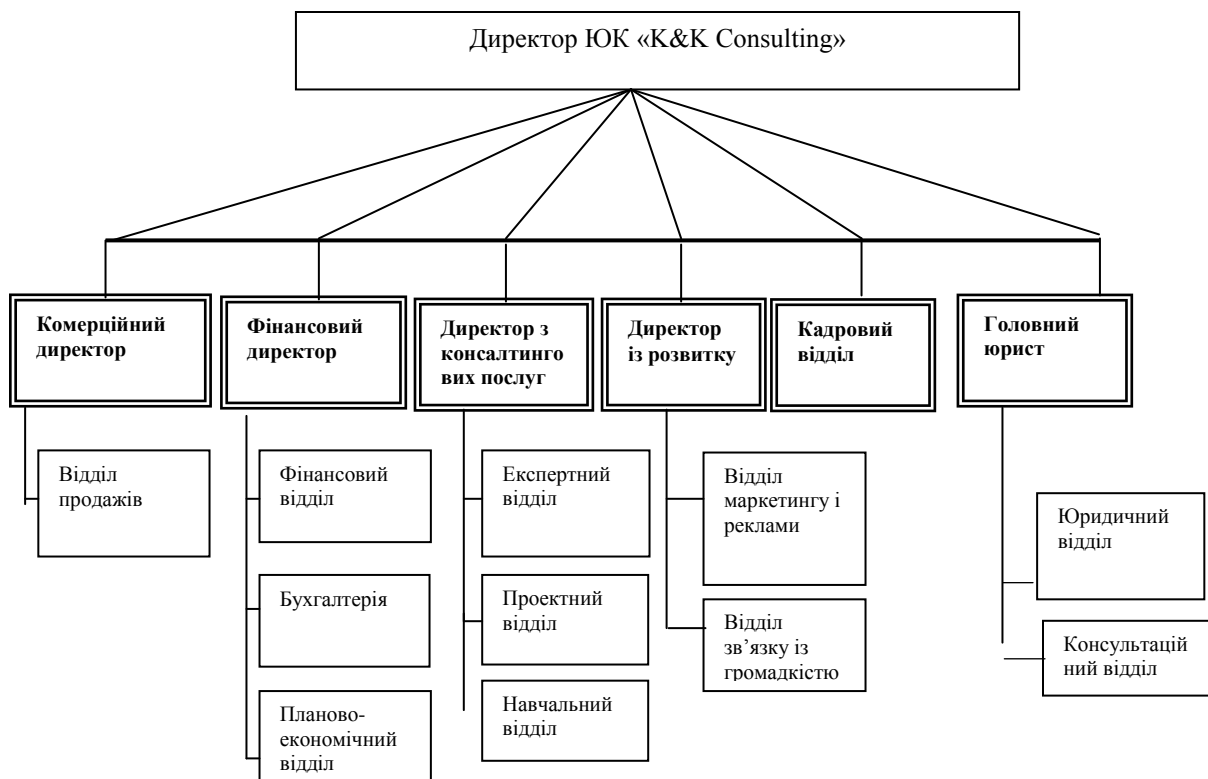 Директор ЮК «K&K Consulting»
Комерційний
директор
Фінансовий
директор
Директор з
консалтинго
вих послуг
Директор
із розвитку
Кадровий
відділ
Головний
юрист
Відділ
продажів
Фінансовий
відділ
Бухгалтерія
Планово-
економічний
відділ
Експертний
відділ
Проектний
відділ
Навчальний
відділ
Відділ
маркетингу і
реклами
Відділ
зв’язку із
громадкістю
Юридичний
відділ
Консультацій
ний відділ